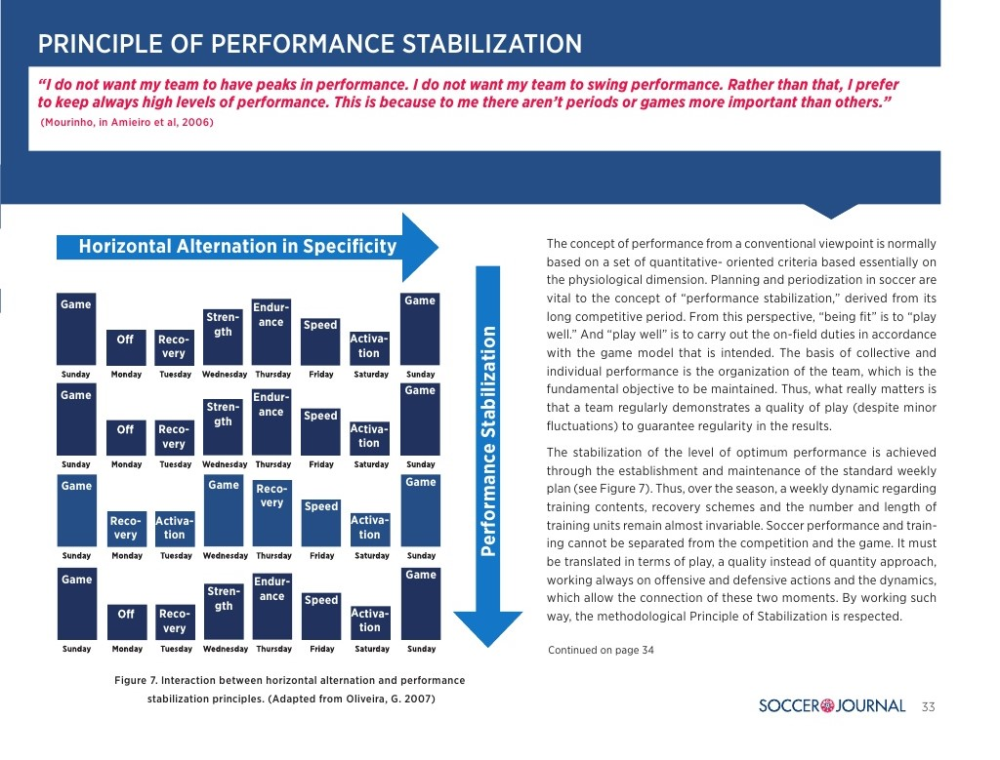 PRINCIPLE OF PERFORMANCE STABILIZATION
“I do not want my team to have peaks in performance. I do not want my team to swing performance. Rather than that, I prefer
to keep always high levels of performance. This is because to me there aren’t periods or games more important than others.”
(Mourinho, in Amieiro et al, 2006)
Horizontal Alternation in Specificity
Performance Stabilization
Game
Off
Reco-
very
Stren-
gth
Endur-
ance
Speed
Activa-
tion
Game
Sunday Monday Tuesday Wednesday Thursday Friday Saturday Sunday
Game
Off
Reco-
very
Stren-
gth
Endur-
ance
Speed
Activa-
tion
Game
Sunday Monday Tuesday Wednesday Thursday Friday Saturday Sunday
Game
Reco-
very
Activa-
tion
Game
Reco-
very
Speed
Activa-
tion
Game
Sunday Monday Tuesday Wednesday Thursday Friday Saturday Sunday
Game
Off
Reco-
very
Stren-
gth
Endur-
ance
Speed
Activa-
tion
Game
Sunday Monday Tuesday Wednesday Thursday Friday Saturday Sunday
Figure 7. Interaction between horizontal alternation and performance
stabilization principles. (Adapted from Oliveira, G. 2007)
The concept of performance from a conventional viewpoint is normally
based on a set of quantitative- oriented criteria based essentially on
the physiological dimension. Planning and periodization in soccer are
vital to the concept of “performance stabilization,” derived from its
long competitive period. From this perspective, “being fit” is to “play
well.” And “play well” is to carry out the on-field duties in accordance
with the game model that is intended. The basis of collective and
individual performance is the organization of the team, which is the
fundamental objective to be maintained. Thus, what really matters is
that a team regularly demonstrates a quality of play (despite minor
fluctuations) to guarantee regularity in the results.
The stabilization of the level of optimum performance is achieved
through the establishment and maintenance of the standard weekly
plan (see Figure 7). Thus, over the season, a weekly dynamic regarding
training contents, recovery schemes and the number and length of
training units remain almost invariable. Soccer performance and train-
ing cannot be separated from the competition and the game. It must
be translated in terms of play, a quality instead of quantity approach,
working always on offensive and defensive actions and the dynamics,
which allow the connection of these two moments. By working such
way, the methodological Principle of Stabilization is respected.
Continued on page 34
SOCCER JOURNAL 33